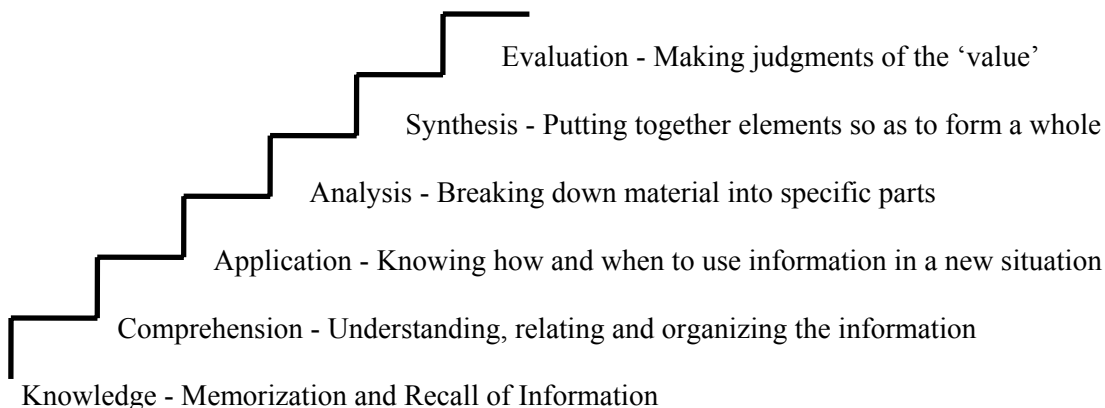 Evaluation - Making judgments of the ‘value’
Synthesis - Putting together elements so as to form a whole
Analysis - Breaking down material into specific parts
Application - Knowing how and when to use information in a new situation
Comprehension - Understanding, relating and organizing the information
Knowledge - Memorization and Recall of Information